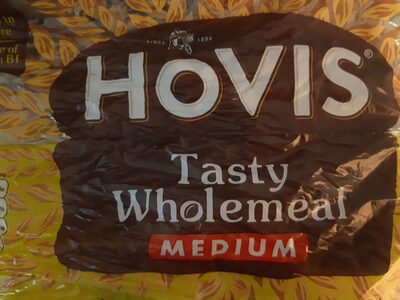 SINCE 1886
HOVIS®
Tasty
Wholemeal
MEDIUM